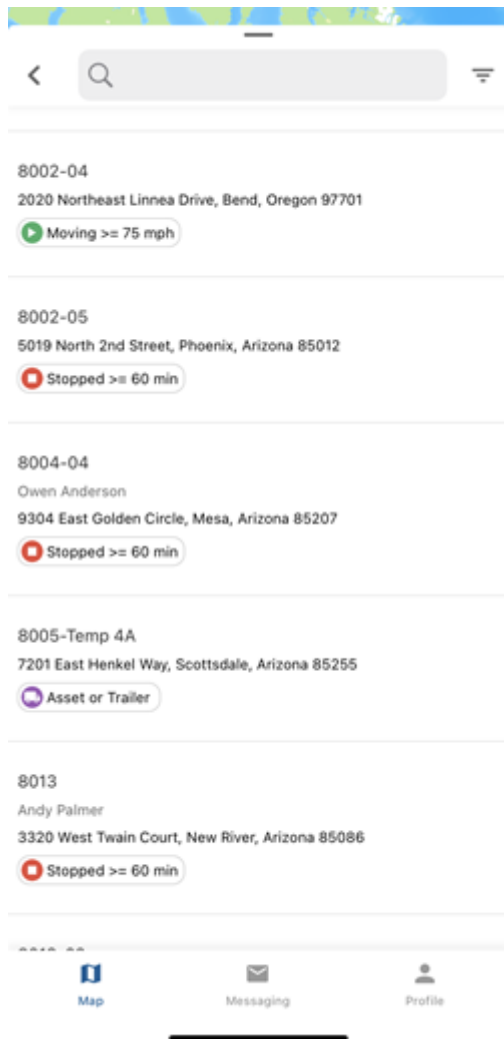 8002-04
2020 Northeast Linnea Drive, Bend, Oregon 97701
Moving >= 75 mph
8002-05
5019 North 2nd Street, Phoenix, Arizona 85012
Stopped >= 60 min
8004-04
Owen Anderson
9304 East Golden Circle, Mesa, Arizona 85207
Stopped >= 60 min
8005-Temp 4A
7201 East Henkel Way, Scottsdale, Arizona 85255
Asset or Trailer
8013
Andy Palmer
3320 West Twain Court, New River, Arizona 85086
Stopped >= 60 min
Map Messaging Profile